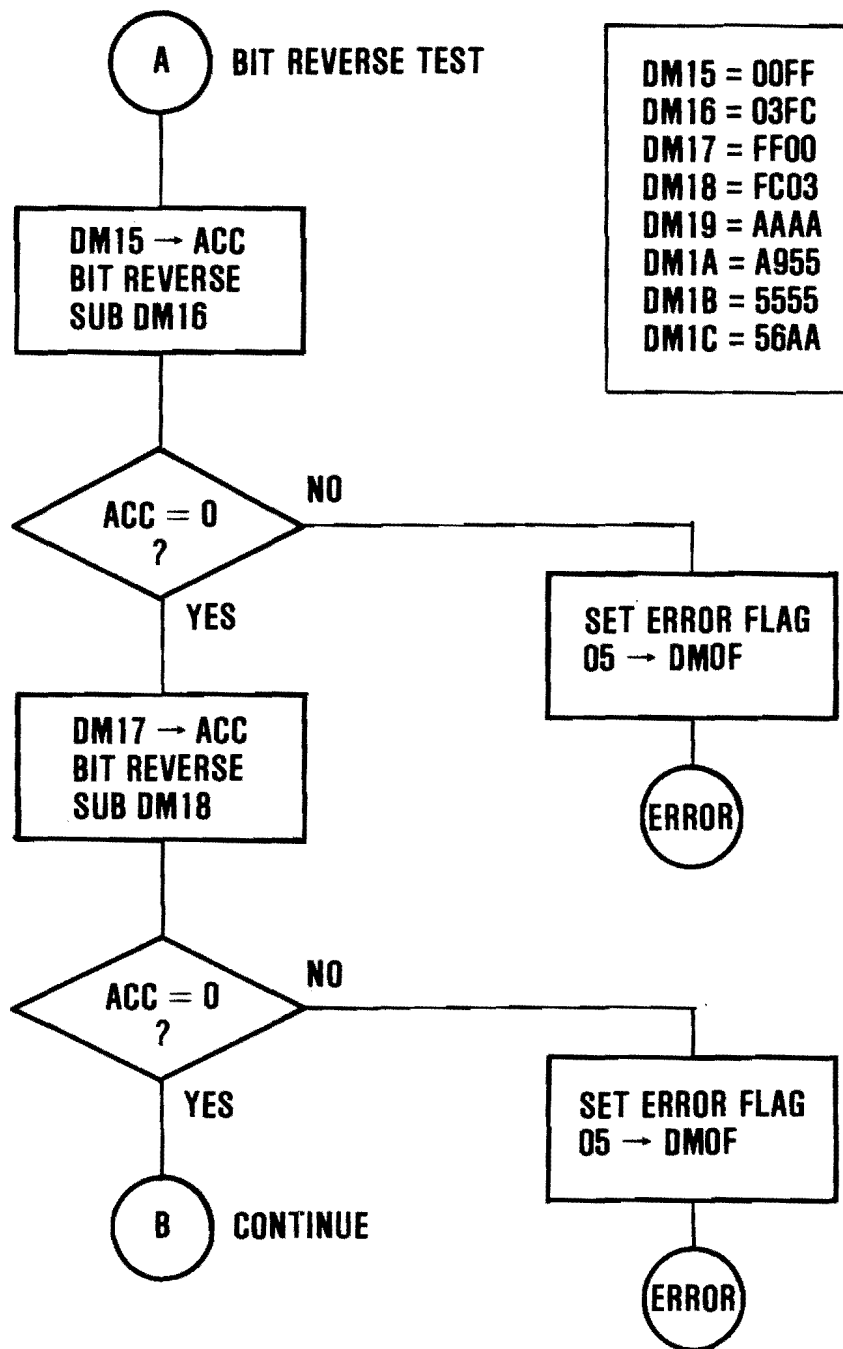 A BIT REVERSE TEST
DM15 = 00FF
DM16 = 03FC
DM17 = FF00
DM18 = FC03
DM19 = AAAA
DM1A = A955
DM1B = 5555
DM1C = 56AA
DM15 → ACC
BIT REVERSE
SUB DM16
ACC = 0
?
NO
YES
SET ERROR FLAG
05 → DM0F
ERROR
DM17 → ACC
BIT REVERSE
SUB DM18
ACC = 0
?
NO
YES
SET ERROR FLAG
05 → DM0F
ERROR
B CONTINUE